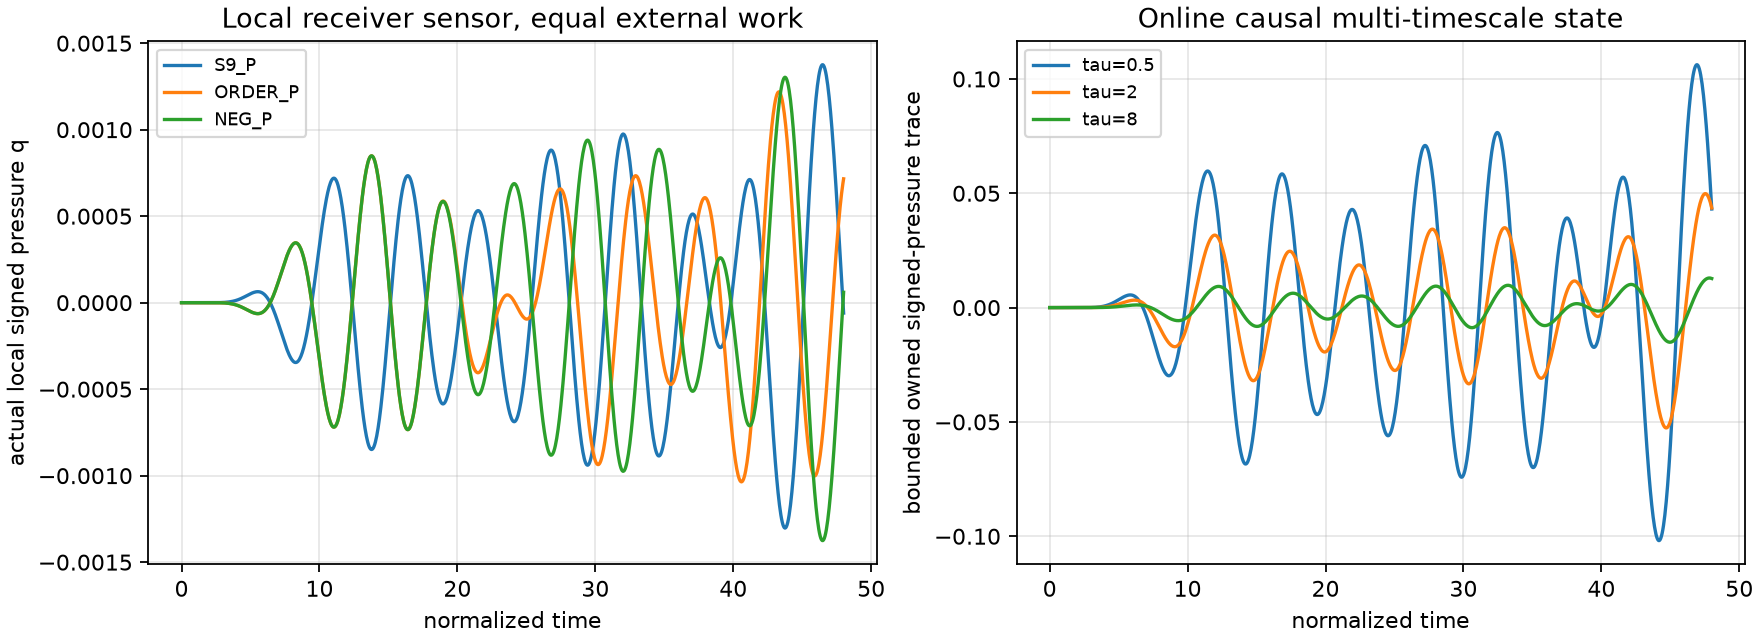 Local receiver sensor, equal external work
actual local signed pressure q
0.0015
0.0010
0.0005
0.0000
−0.0005
−0.0010
−0.0015
S9_P
ORDER_P
NEG_P
0 10 20 30 40 50
normalized time
Online causal multi-timescale state
bounded owned signed-pressure trace
0.10
0.05
0.00
−0.05
−0.10
tau=0.5
tau=2
tau=8
0 10 20 30 40 50
normalized time